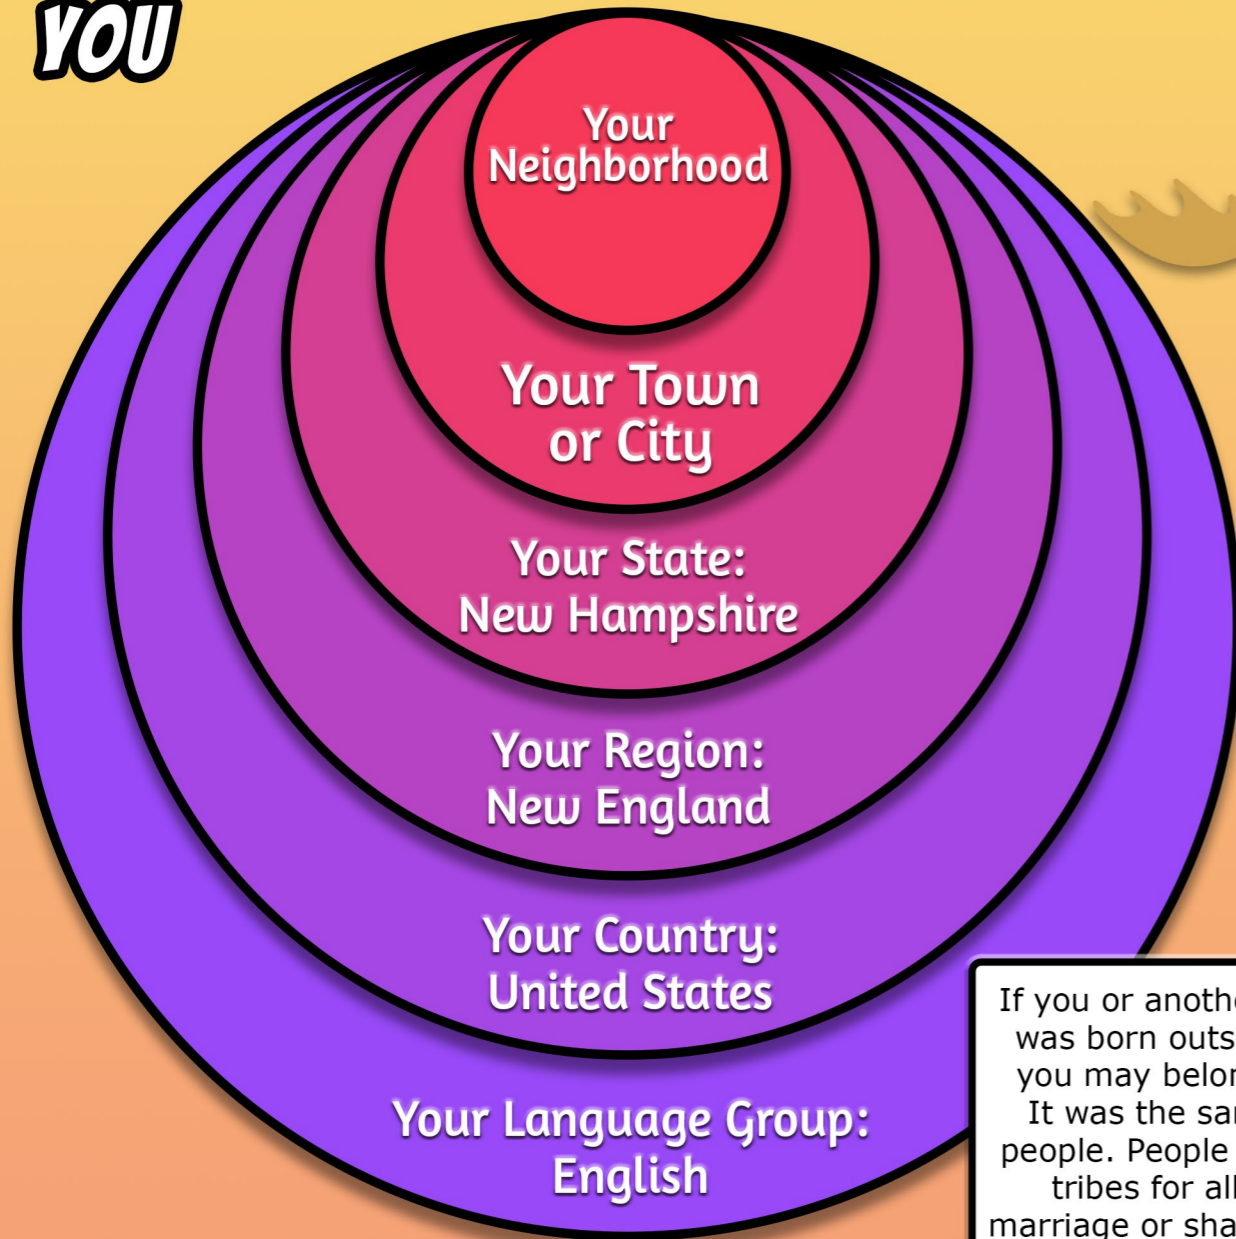 YOU
Your
Neighborhood
Your Town
or City
Your State:
New Hampshire
Your Region:
New England
Your Country:
United States
Your Language Group:
English
If you or
was born
you may
It was the
people. People
tribes for
marriage or